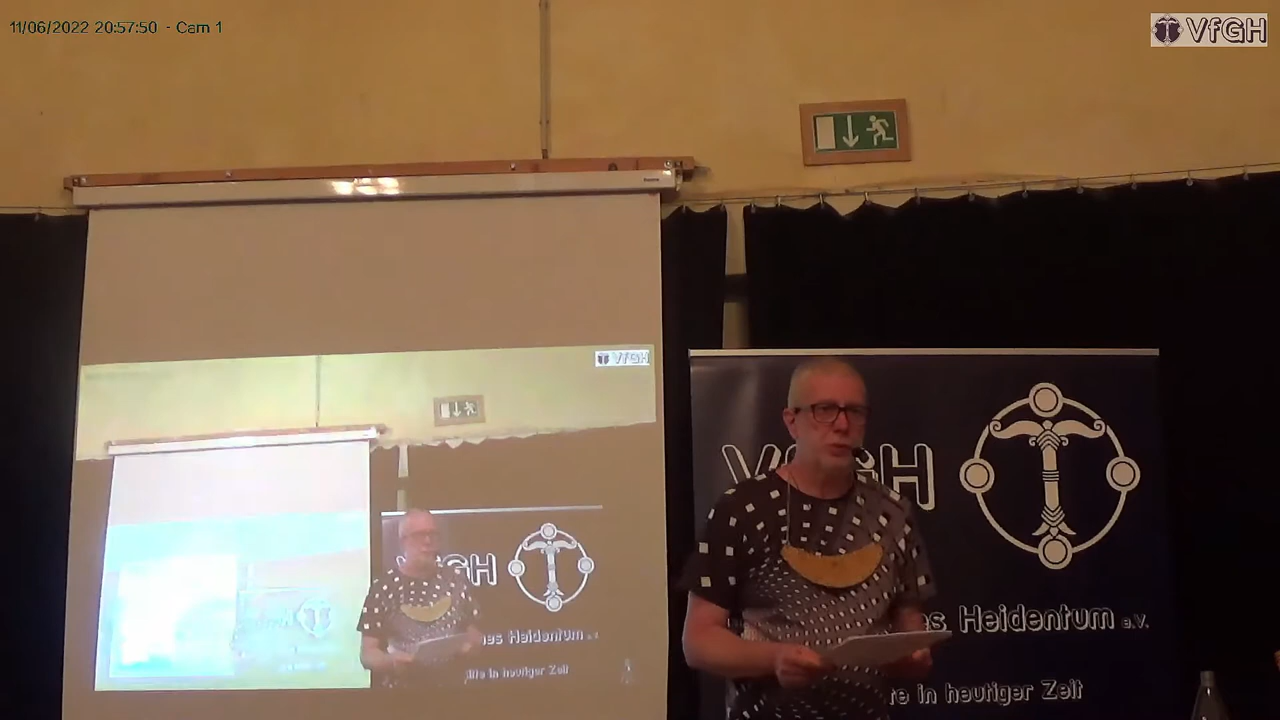 11/06/2022 20:57:50 - Cam 1
VfGH
VfGH
VfGH
es Heidentum e.V.
te in heutiger Zeit
es Heidentum e.V.
in heutiger Zeit